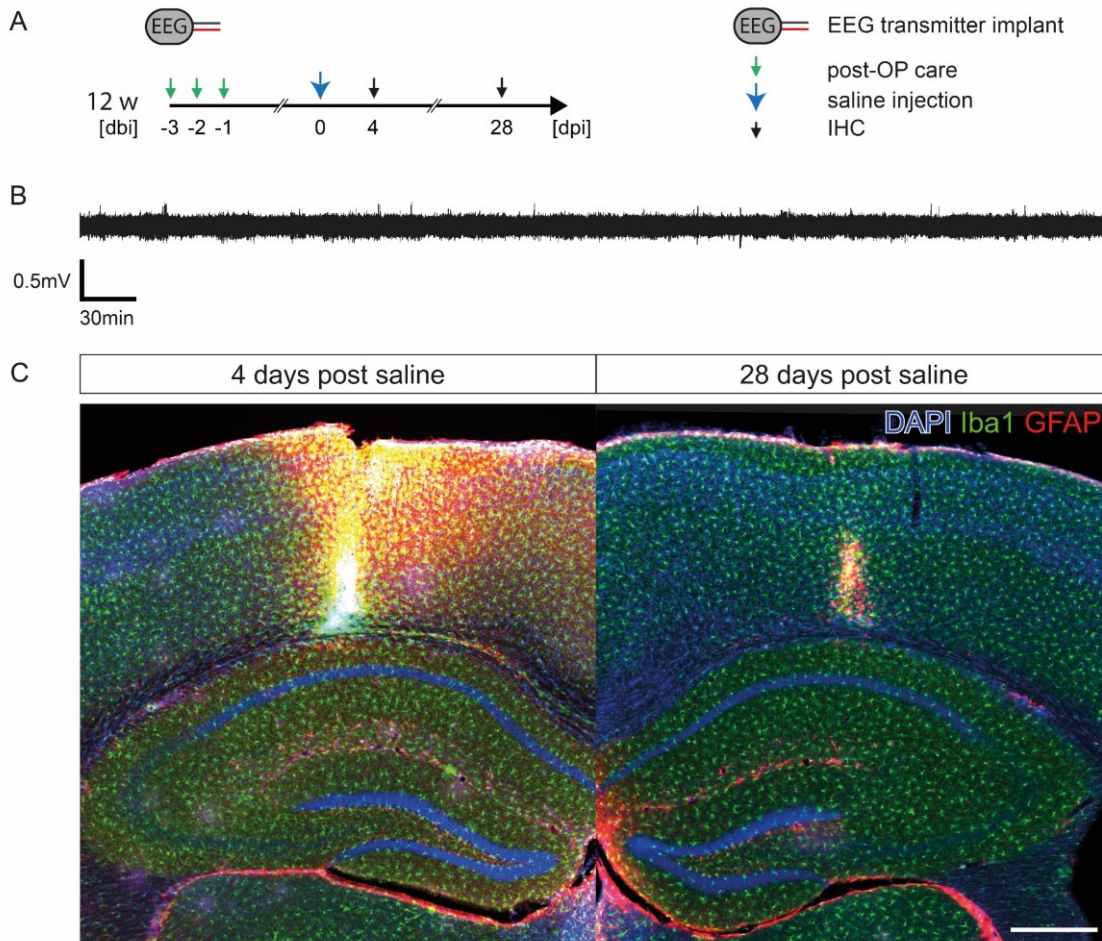 A
EEG
EEG EEG transmitter implant
post-OP care
saline injection
IHC
12 w
[dbi] -3 -2 -1 0 4 28 [dpi]
B
0.5mV
30min
C
4 days post saline 28 days post saline
DAPI Iba1 GFAP